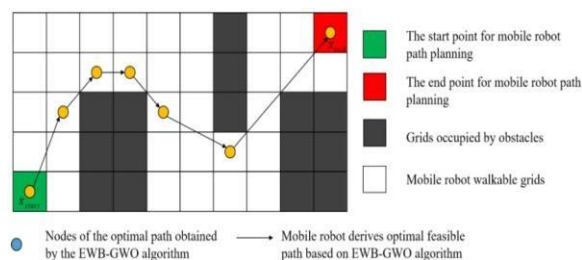 The start point for mobile robot
path planning
The end point for mobile robot path
planning
Grids occupied by obstacles
Mobile robot walkable grids
x_start
Nodes of the optimal path obtained
by the EWB-GWO algorithm
Mobile robot derives optimal feasible
path based on EWB-GWO algorithm